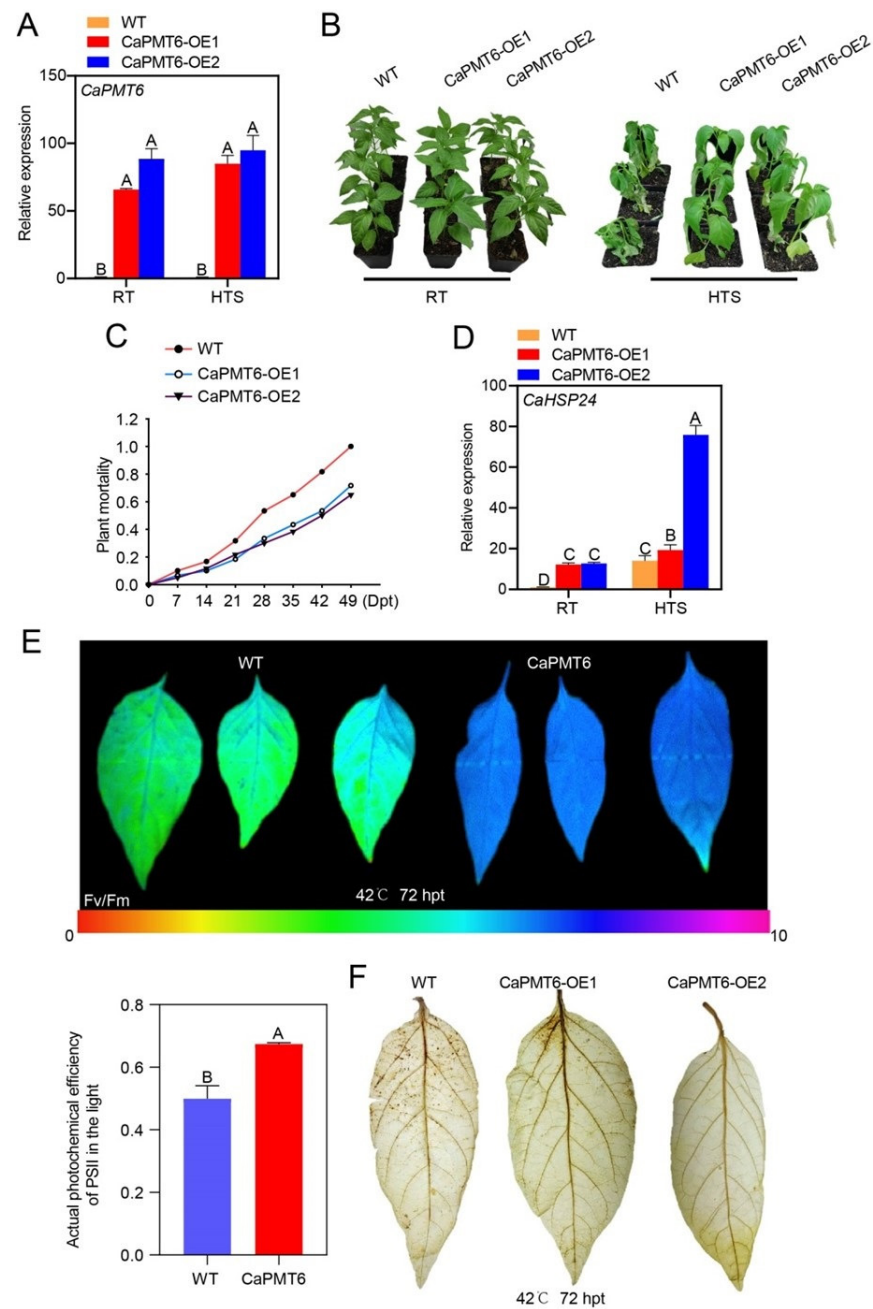 A
WT
CaPMT6-OE1
CaPMT6-OE2
150
100
50
0
Relative expression
CaPMT6
B
A
A
B
A
A
RT
HTS
B
WT
CaPMT6-OE1
CaPMT6-OE2
RT
WT
CaPMT6-OE1
CaPMT6-OE2
HTS
C
WT
CaPMT6-OE1
CaPMT6-OE2
Plant mortality
1.2
1.0
0.8
0.6
0.4
0.2
0.0
0 7 14 21 28 35 42 49 (Dpt)
D
WT
CaPMT6-OE1
CaPMT6-OE2
Relative expression
100
80
60
40
20
0
CaHSP24
D
C
C
C
B
A
RT
HTS
E
WT
CaPMT6
Fv/Fm
42℃ 72 hpt
0
10
Actual photochemical efficiency
of PSII in the light
0.8
0.6
0.4
0.2
0.0
B
A
WT
CaPMT6
F
WT
CaPMT6-OE1
CaPMT6-OE2
42℃ 72 hpt